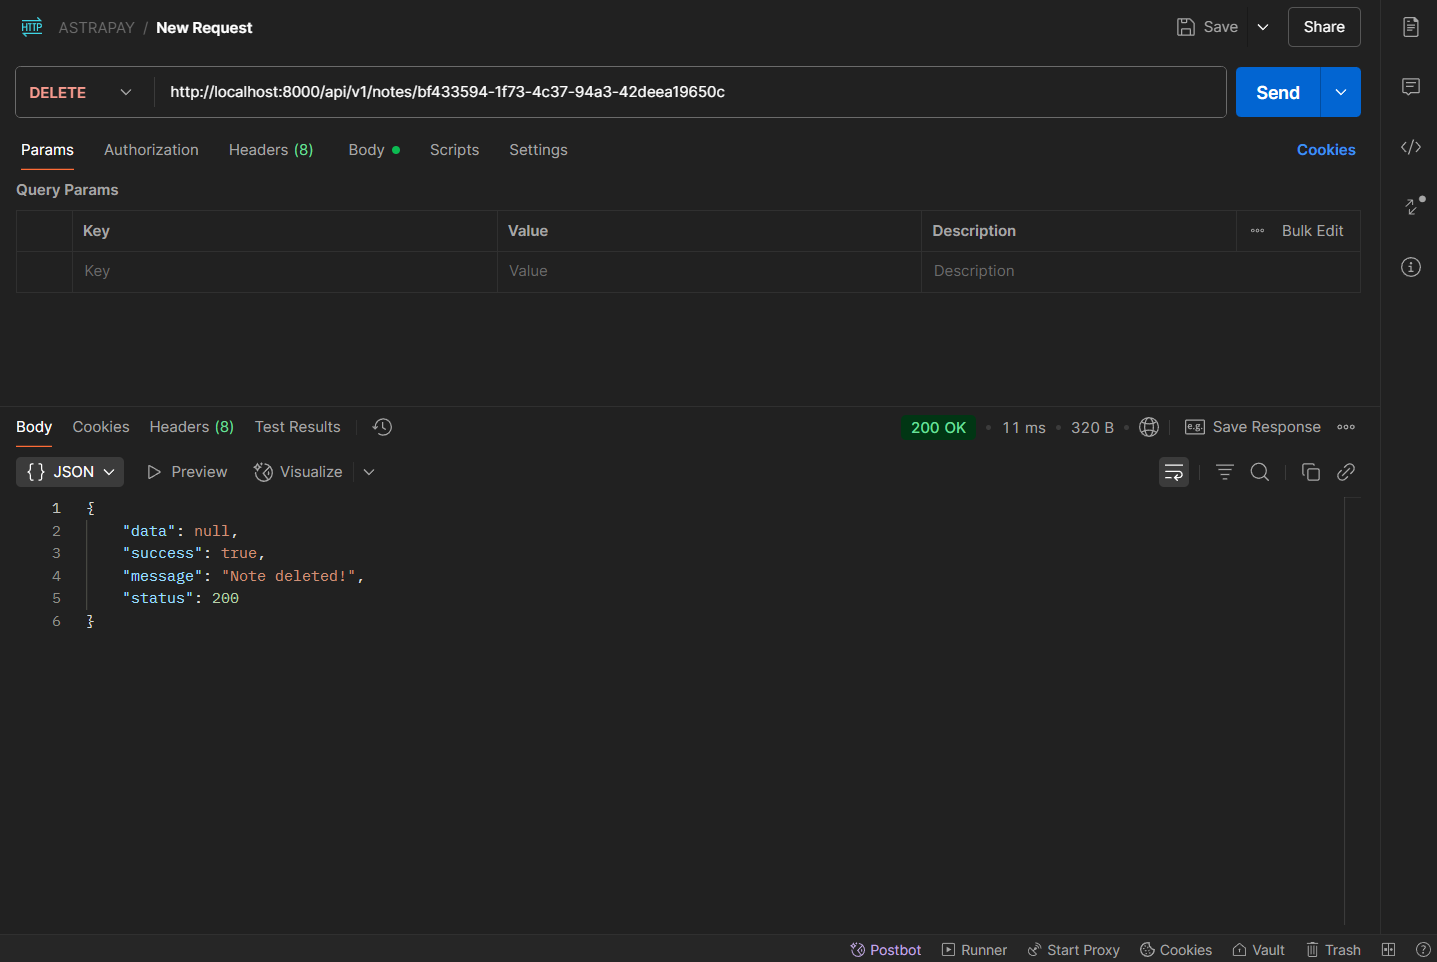 HTTP ASTRAPAY / New Request Save Share
DELETE http://localhost:8000/api/v1/notes/bf433594-1f73-4c37-94a3-42deea19650c Send
Params Authorization Headers (8) Body Scripts Settings Cookies
Query Params
Key Value Description Bulk Edit
Key Value Description
Body Cookies Headers (8) Test Results 200 OK 11 ms 320 B e.g. Save Response
{} JSON Preview Visualize
1 {
2 "data": null,
3 "success": true,
4 "message": "Note deleted!",
5 "status": 200
6 }
Postbot Runner Start Proxy Cookies Vault Trash